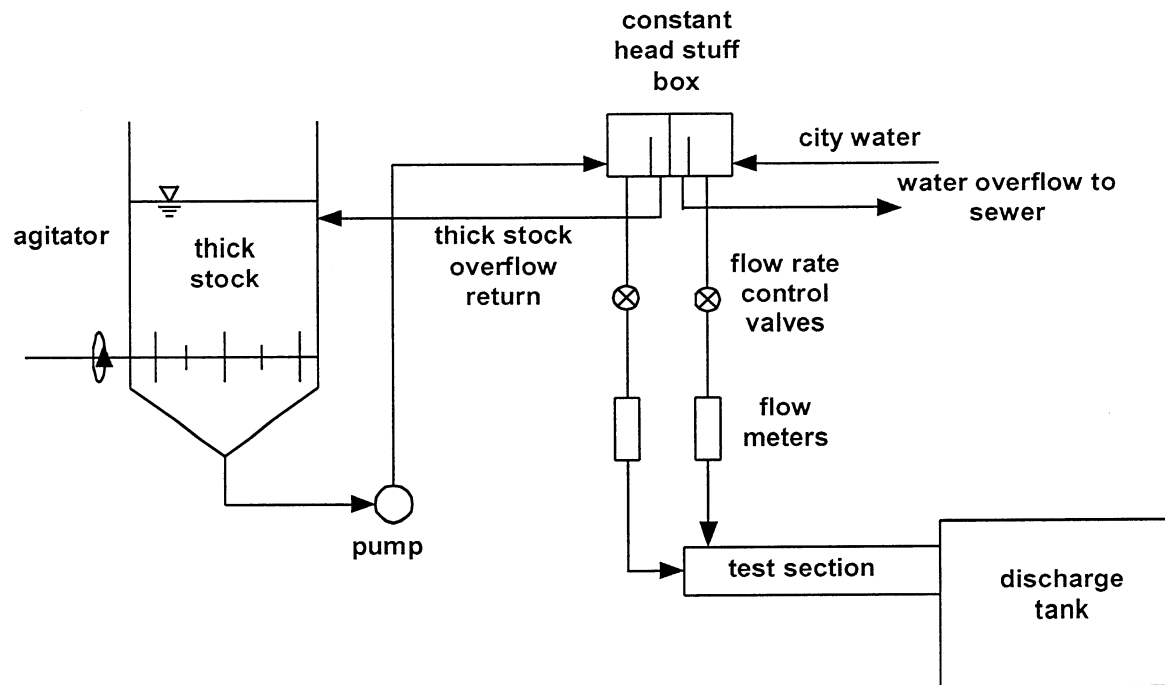 constant
head stuff
box
city water
water overflow to
sewer
agitator
thick
stock
thick stock
overflow
return
flow rate
control
valves
flow
meters
pump
test section
discharge
tank